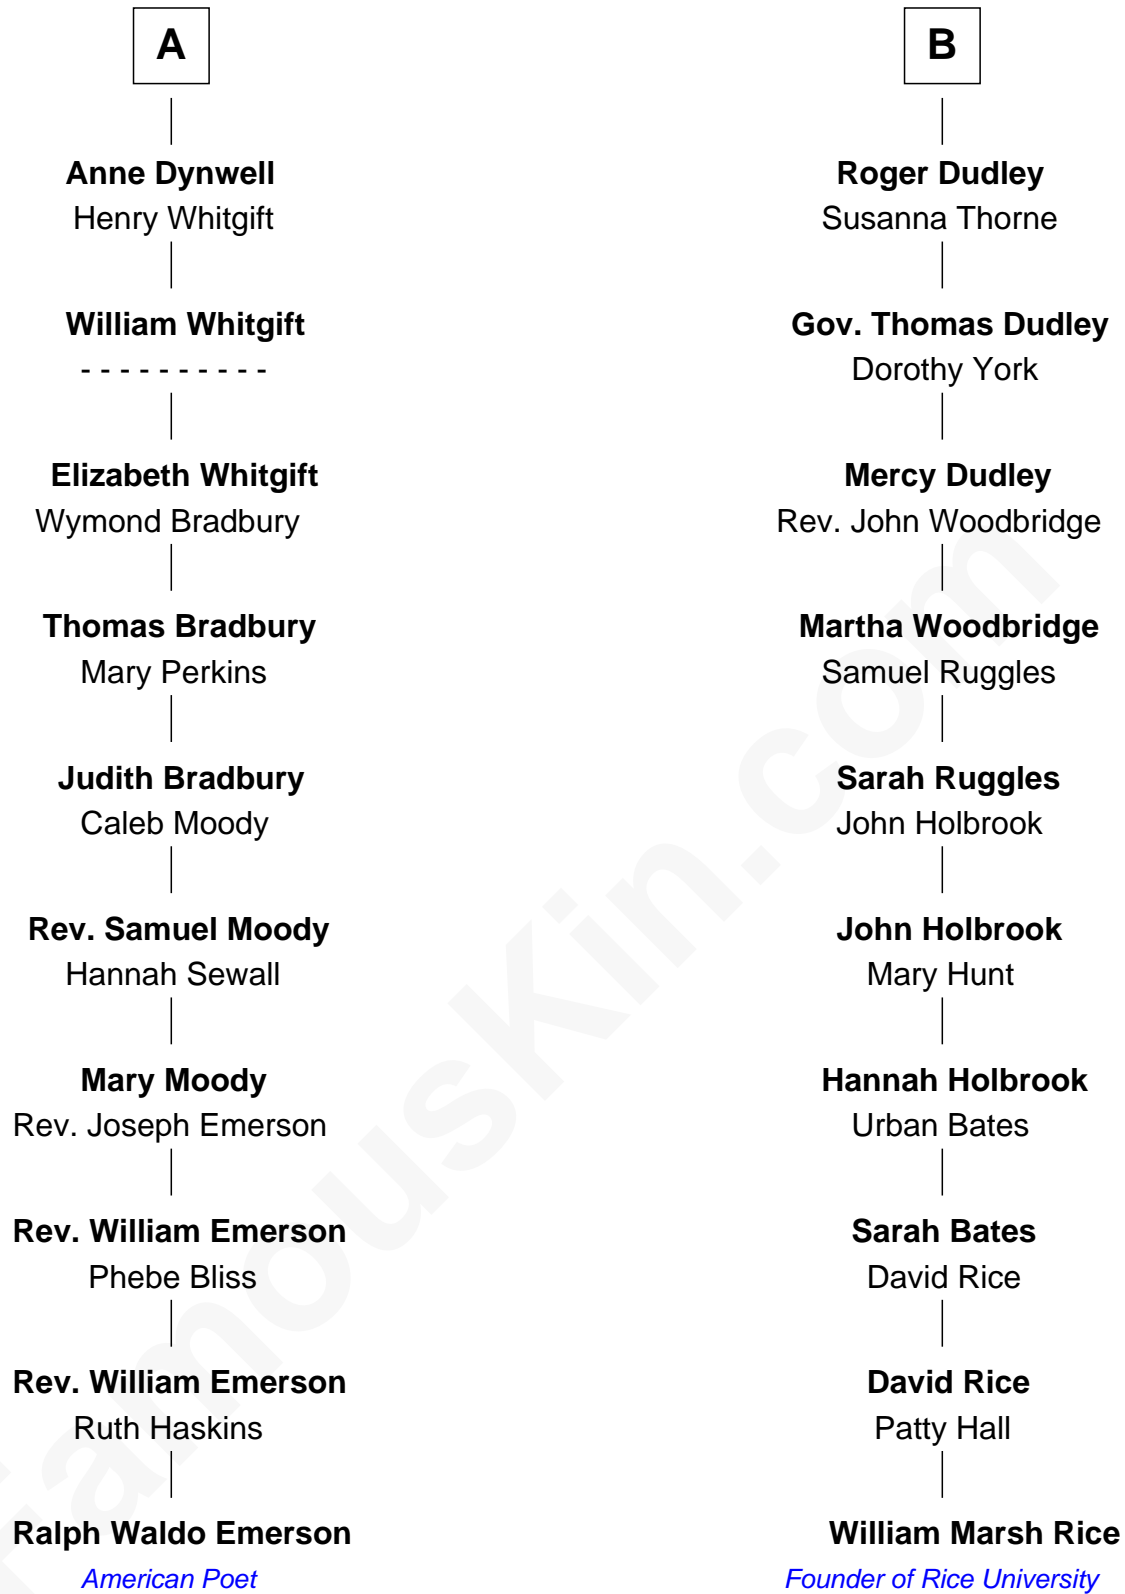 A
Anne Dynwell
Henry Whitgift
William Whitgift
- - - - - - - - - -
Elizabeth Whitgift
Wymond Bradbury
Thomas Bradbury
Mary Perkins
Judith Bradbury
Caleb Moody
Rev. Samuel Moody
Hannah Sewall
Mary Moody
Rev. Joseph Emerson
Rev. William Emerson
Phebe Bliss
Rev. William Emerson
Ruth Haskins
Ralph Waldo Emerson
American Poet
B
Roger Dudley
Susanna Thorne
Gov. Thomas Dudley
Dorothy York
Mercy Dudley
Rev. John Woodbridge
Martha Woodbridge
Samuel Ruggles
Sarah Ruggles
John Holbrook
John Holbrook
Mary Hunt
Hannah Holbrook
Urban Bates
Sarah Bates
David Rice
David Rice
Patty Hall
William Marsh Rice
Founder of Rice University
FamousKin.com